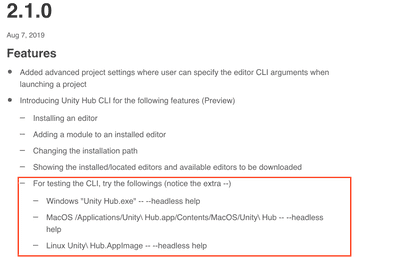 2.1.0
Aug 7, 2019
Features
● Added advanced project settings where user can specify the editor CLI arguments when
launching a project
● Introducing Unity Hub CLI for the following features (Preview)
– Installing an editor
– Adding a module to an installed editor
– Changing the installation path
– Showing the installed/located editors and available editors to be downloaded
– For testing the CLI, try the followings (notice the extra --)
– Windows "Unity Hub.exe" -- --headless help
– MacOS /Applications/Unity\ Hub.app/Contents/MacOS/Unity\ Hub -- --headless
help
– Linux Unity\ Hub.AppImage -- --headless help